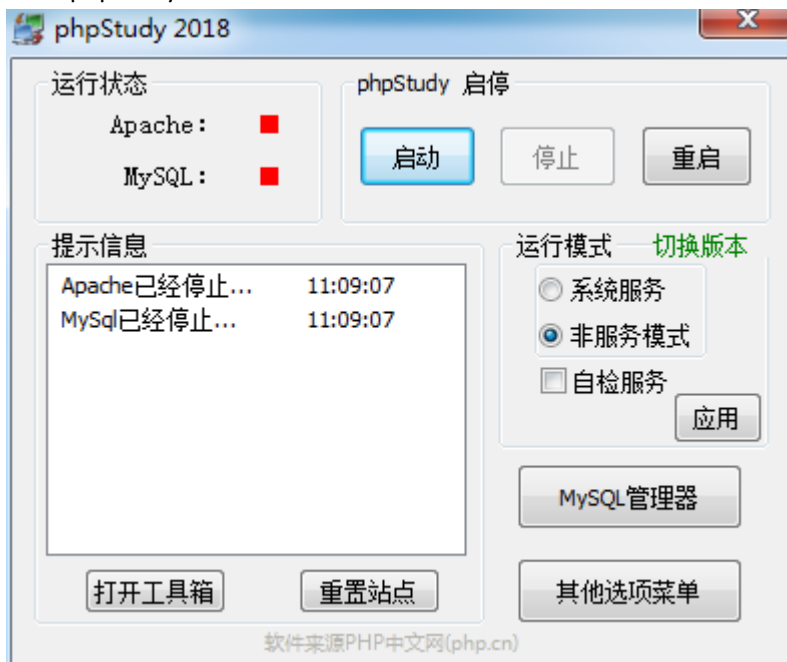 phpStudy 2018
运行状态
Apache:
MySQL:
phpStudy 启停
启动
停止
重启
提示信息
Apache已经停止... 11:09:07
MySql已经停止... 11:09:07
运行模式 切换版本
系统服务
非服务模式
自检服务
应用
MySQL管理器
打开工具箱
重置站点
其他选项菜单
软件来源PHP中文网(php.cn)